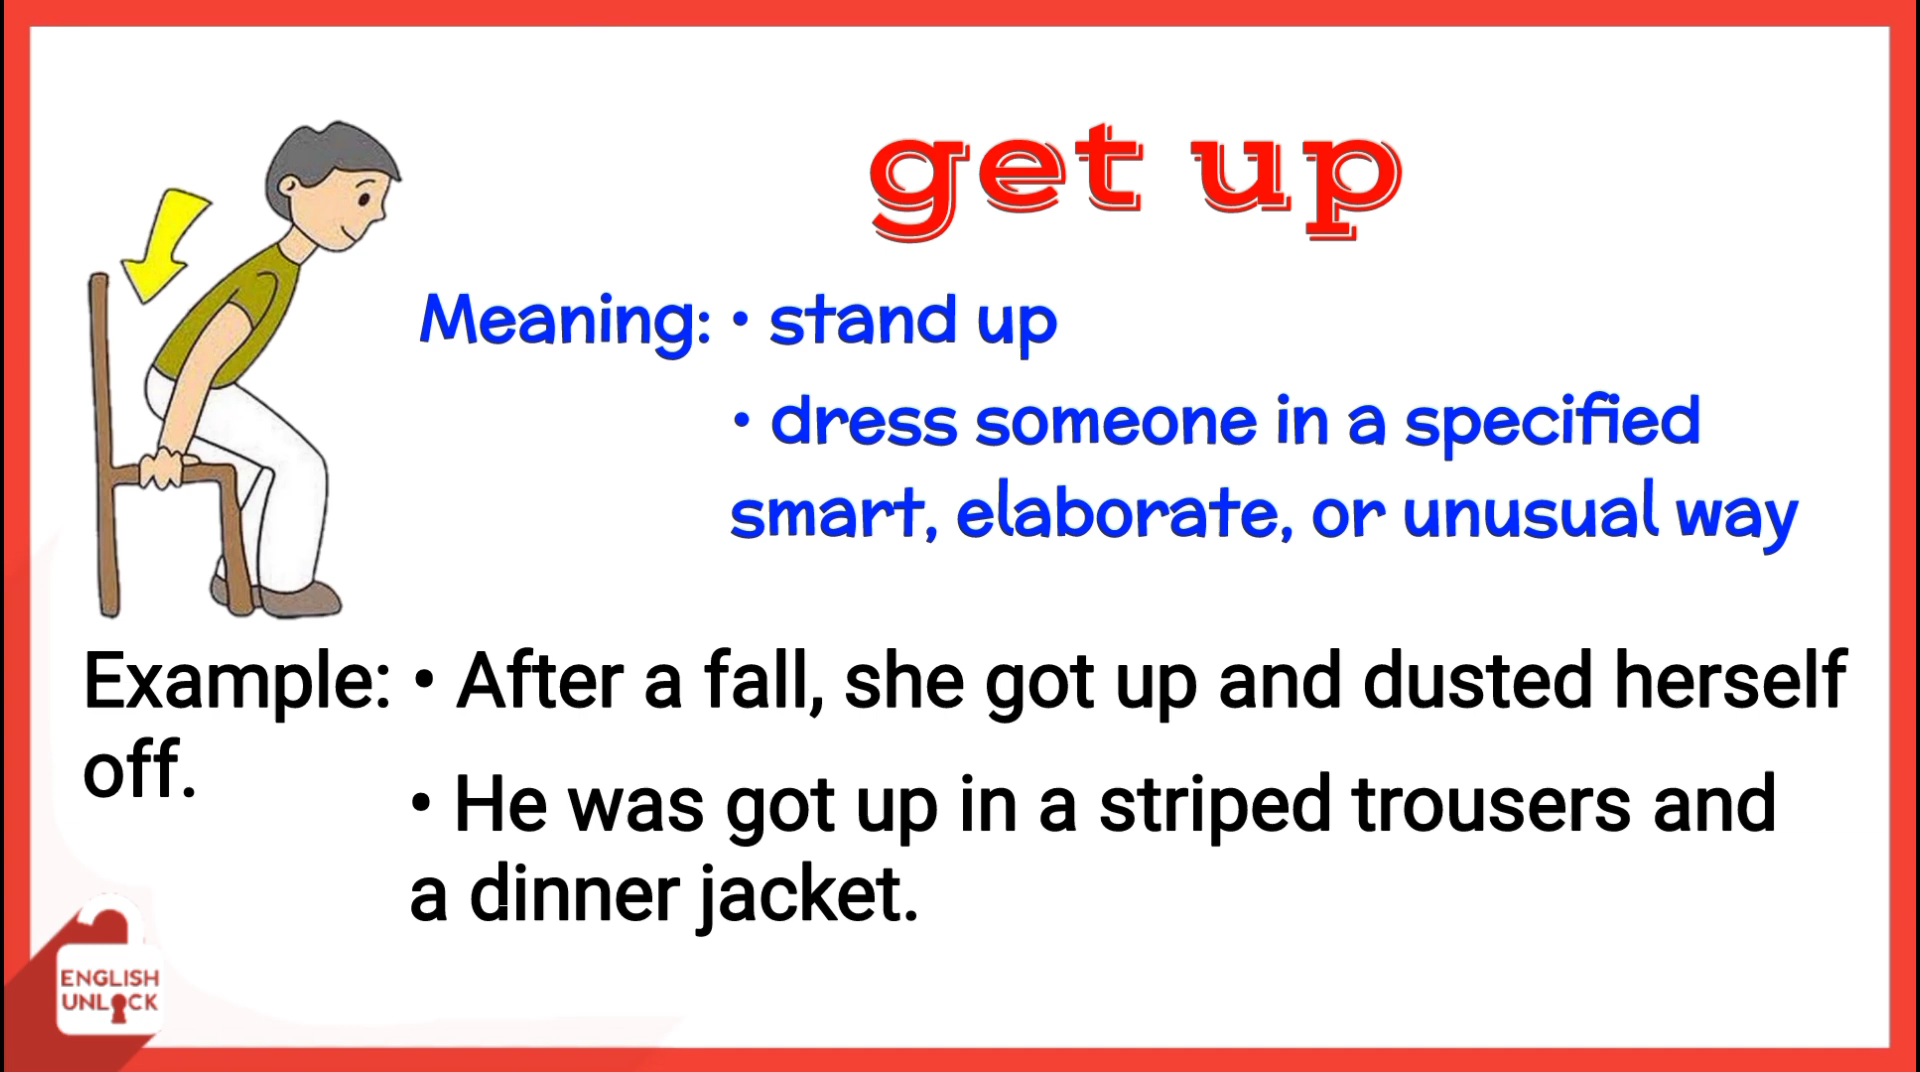 get up
Meaning: • stand up
• dress someone in a specified
smart, elaborate, or unusual way
Example: • After a fall, she got up and dusted herself
off.
• He was got up in a striped trousers and
a dinner jacket.
ENGLISH
UNLOCK